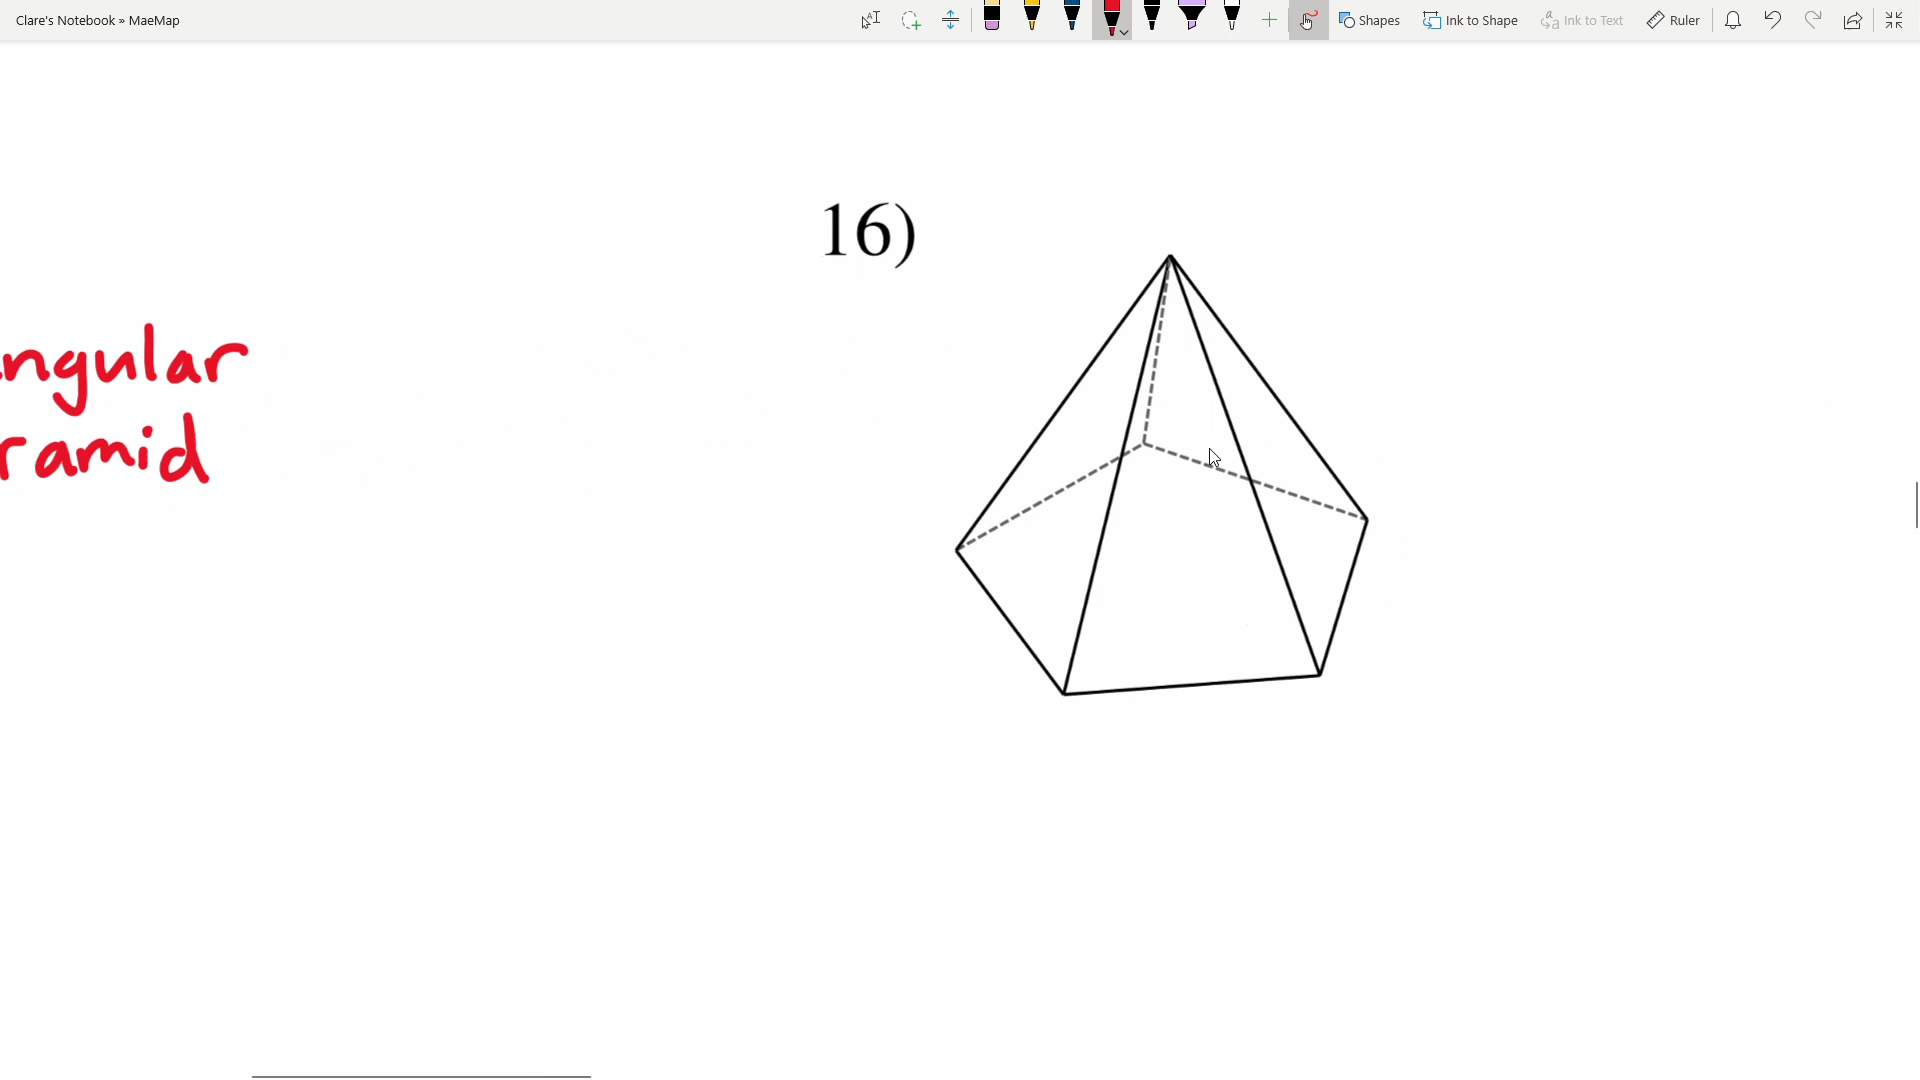 Clare's Notebook » MaeMap
Shapes
Ink to Shape
Ink to Text
Ruler
16)
ngular
ramid